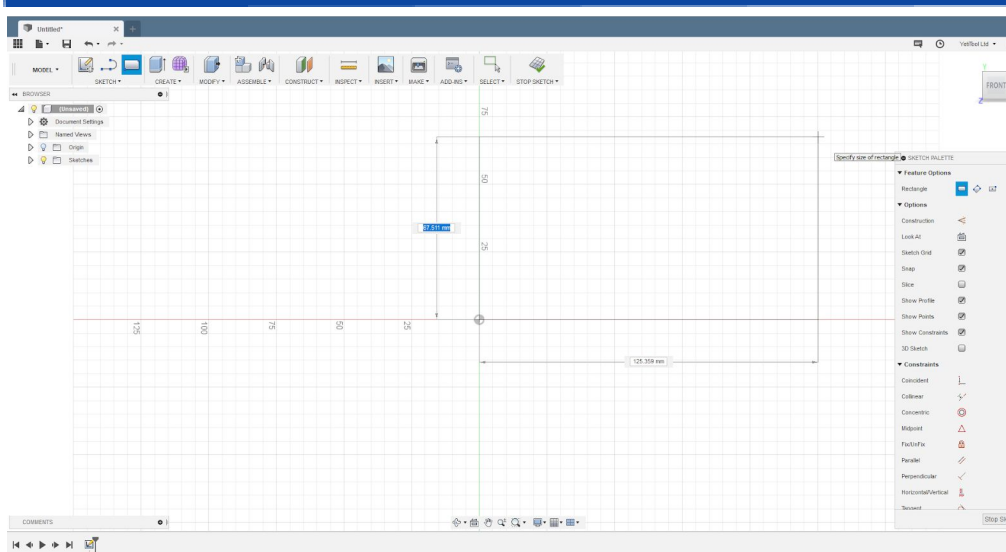 Untitled*
YetiTool Ltd
MODEL
SKETCH
CREATE
MODIFY
ASSEMBLE
CONSTRUCT
INSPECT
INSERT
MAKE
ADD-INS
SELECT
STOP SKETCH
FRONT
Y
Z
BROWSER
(Unsaved)
Document Settings
Named Views
Origin
Sketches
75
50
25
125
100
75
50
25
67.511 mm
125.359 mm
Specify size of rectangle
SKETCH PALETTE
Feature Options
Rectangle
Options
Construction
Look At
Sketch Grid
Snap
Slice
Show Profile
Show Points
Show Constraints
3D Sketch
Constraints
Coincident
Colinear
Concentric
Midpoint
Fix/UnFix
Parallel
Perpendicular
Horizontal/Vertical
Tangent
Stop Sk
COMMENTS